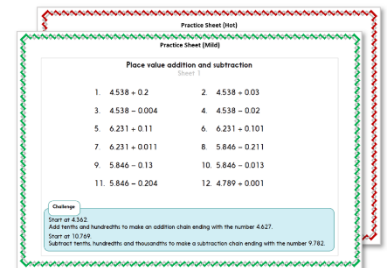 Practice Sheet (Hot)
Practice Sheet (Mild)
Place value addition and subtraction
Sheet 1
1. 4.538 + 0.2
2. 4.538 + 0.03
3. 4.538 – 0.004
4. 4.538 – 0.02
5. 6.231 + 0.11
6. 6.231 + 0.101
7. 6.231 + 0.011
8. 5.846 – 0.211
9. 5.846 – 0.13
10. 5.846 – 0.013
11. 5.846 – 0.204
12. 4.789 + 0.001
Challenge
Start at 4.362.
Add tenths and hundredths to make an addition chain ending with the number 4.627.
Start at 10.769.
Subtract tenths, hundredths and thousandths to make a subtraction chain ending with the number 9.782.